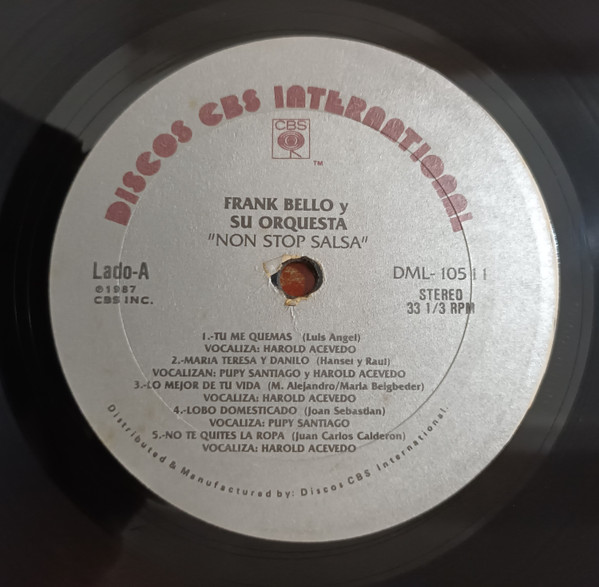 DISCOS CBS INTERNATIONAL
CBS
TM
FRANK BELLO y
SU ORQUESTA
"NON STOP SALSA"
Lado-A
℗1987
CBS INC.
DML-10511
STEREO
33 1/3 RPM
1.-TU ME QUEMAS (Luis Angel)
VOCALIZA: HAROLD ACEVEDO
2.-MARIA TERESA Y DANILO (Hansel y Raul)
VOCALIZAN: PUPY SANTIAGO y HAROLD ACEVEDO
3.-LO MEJOR DE TU VIDA (M. Alejandro/Maria Beigbeder)
VOCALIZA: HAROLD ACEVEDO
4.-LOBO DOMESTICADO (Joan Sebastian)
VOCALIZA: PUPY SANTIAGO
5.-NO TE QUITES LA ROPA (Juan Carlos Calderon)
VOCALIZA: HAROLD ACEVEDO
Distributed & Manufactured by: Discos CBS International.